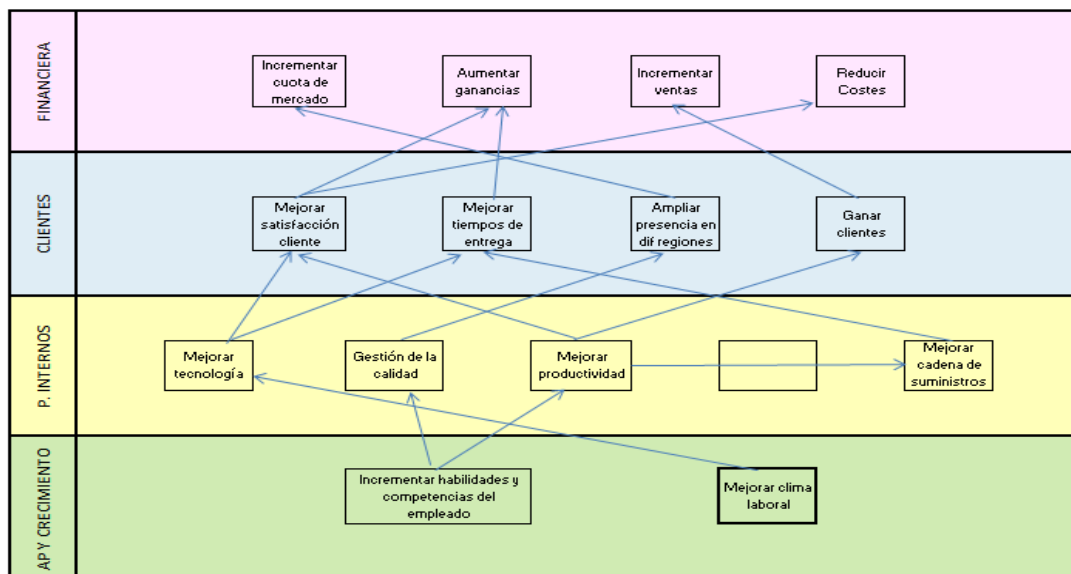 FINANCIERA
Incrementar
cuota de
mercado
Aumentar
ganancias
Incrementar
ventas
Reducir
Costes
CLIENTES
Mejorar
satisfacción
cliente
Mejorar
tiempos de
entrega
Ampliar
presencia en
dif regiones
Ganar
clientes
P. INTERNOS
Mejorar
tecnología
Gestión de la
calidad
Mejorar
productividad
Mejorar
cadena de
suministros
AP Y CRECIMIENTO
Incrementar habilidades y
competencias del
empleado
Mejorar clima
laboral